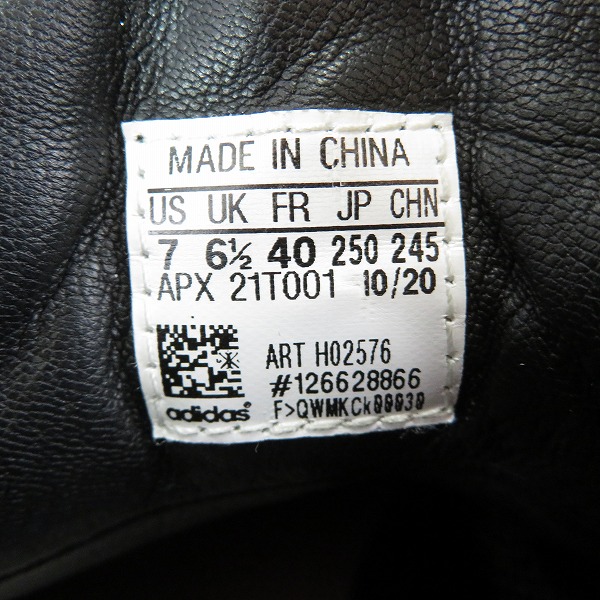 MADE IN CHINA
US UK FR JP CHN
7 6½ 40 250 245
APX 21T001 10/20
ART H02576
#126628866
adidas